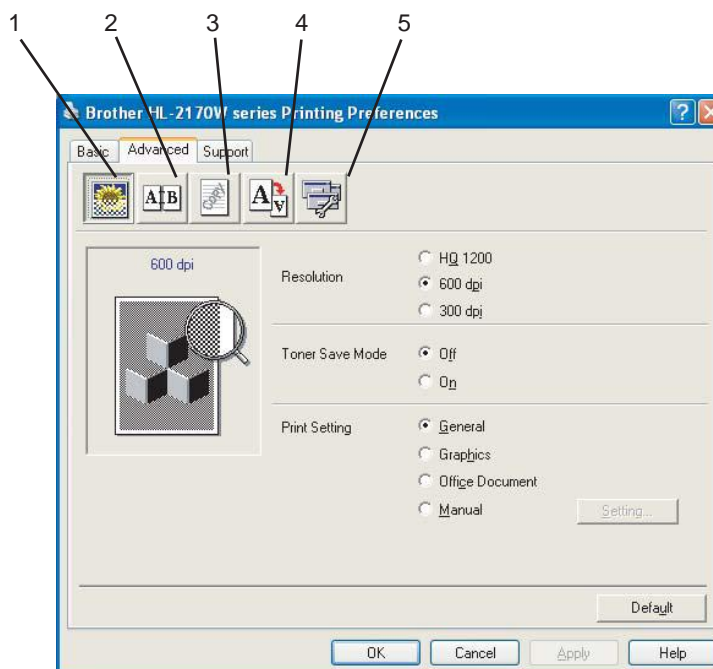 1 2 3 4 5
Brother HL-2170W series Printing Preferences ?
Basic Advanced Support
A B Copy A A
600 dpi
Resolution
HQ 1200
600 dpi
300 dpi
Toner Save Mode
Off
On
Print Setting
General
Graphics
Office Document
Manual
Setting...
Default
OK Cancel Apply Help